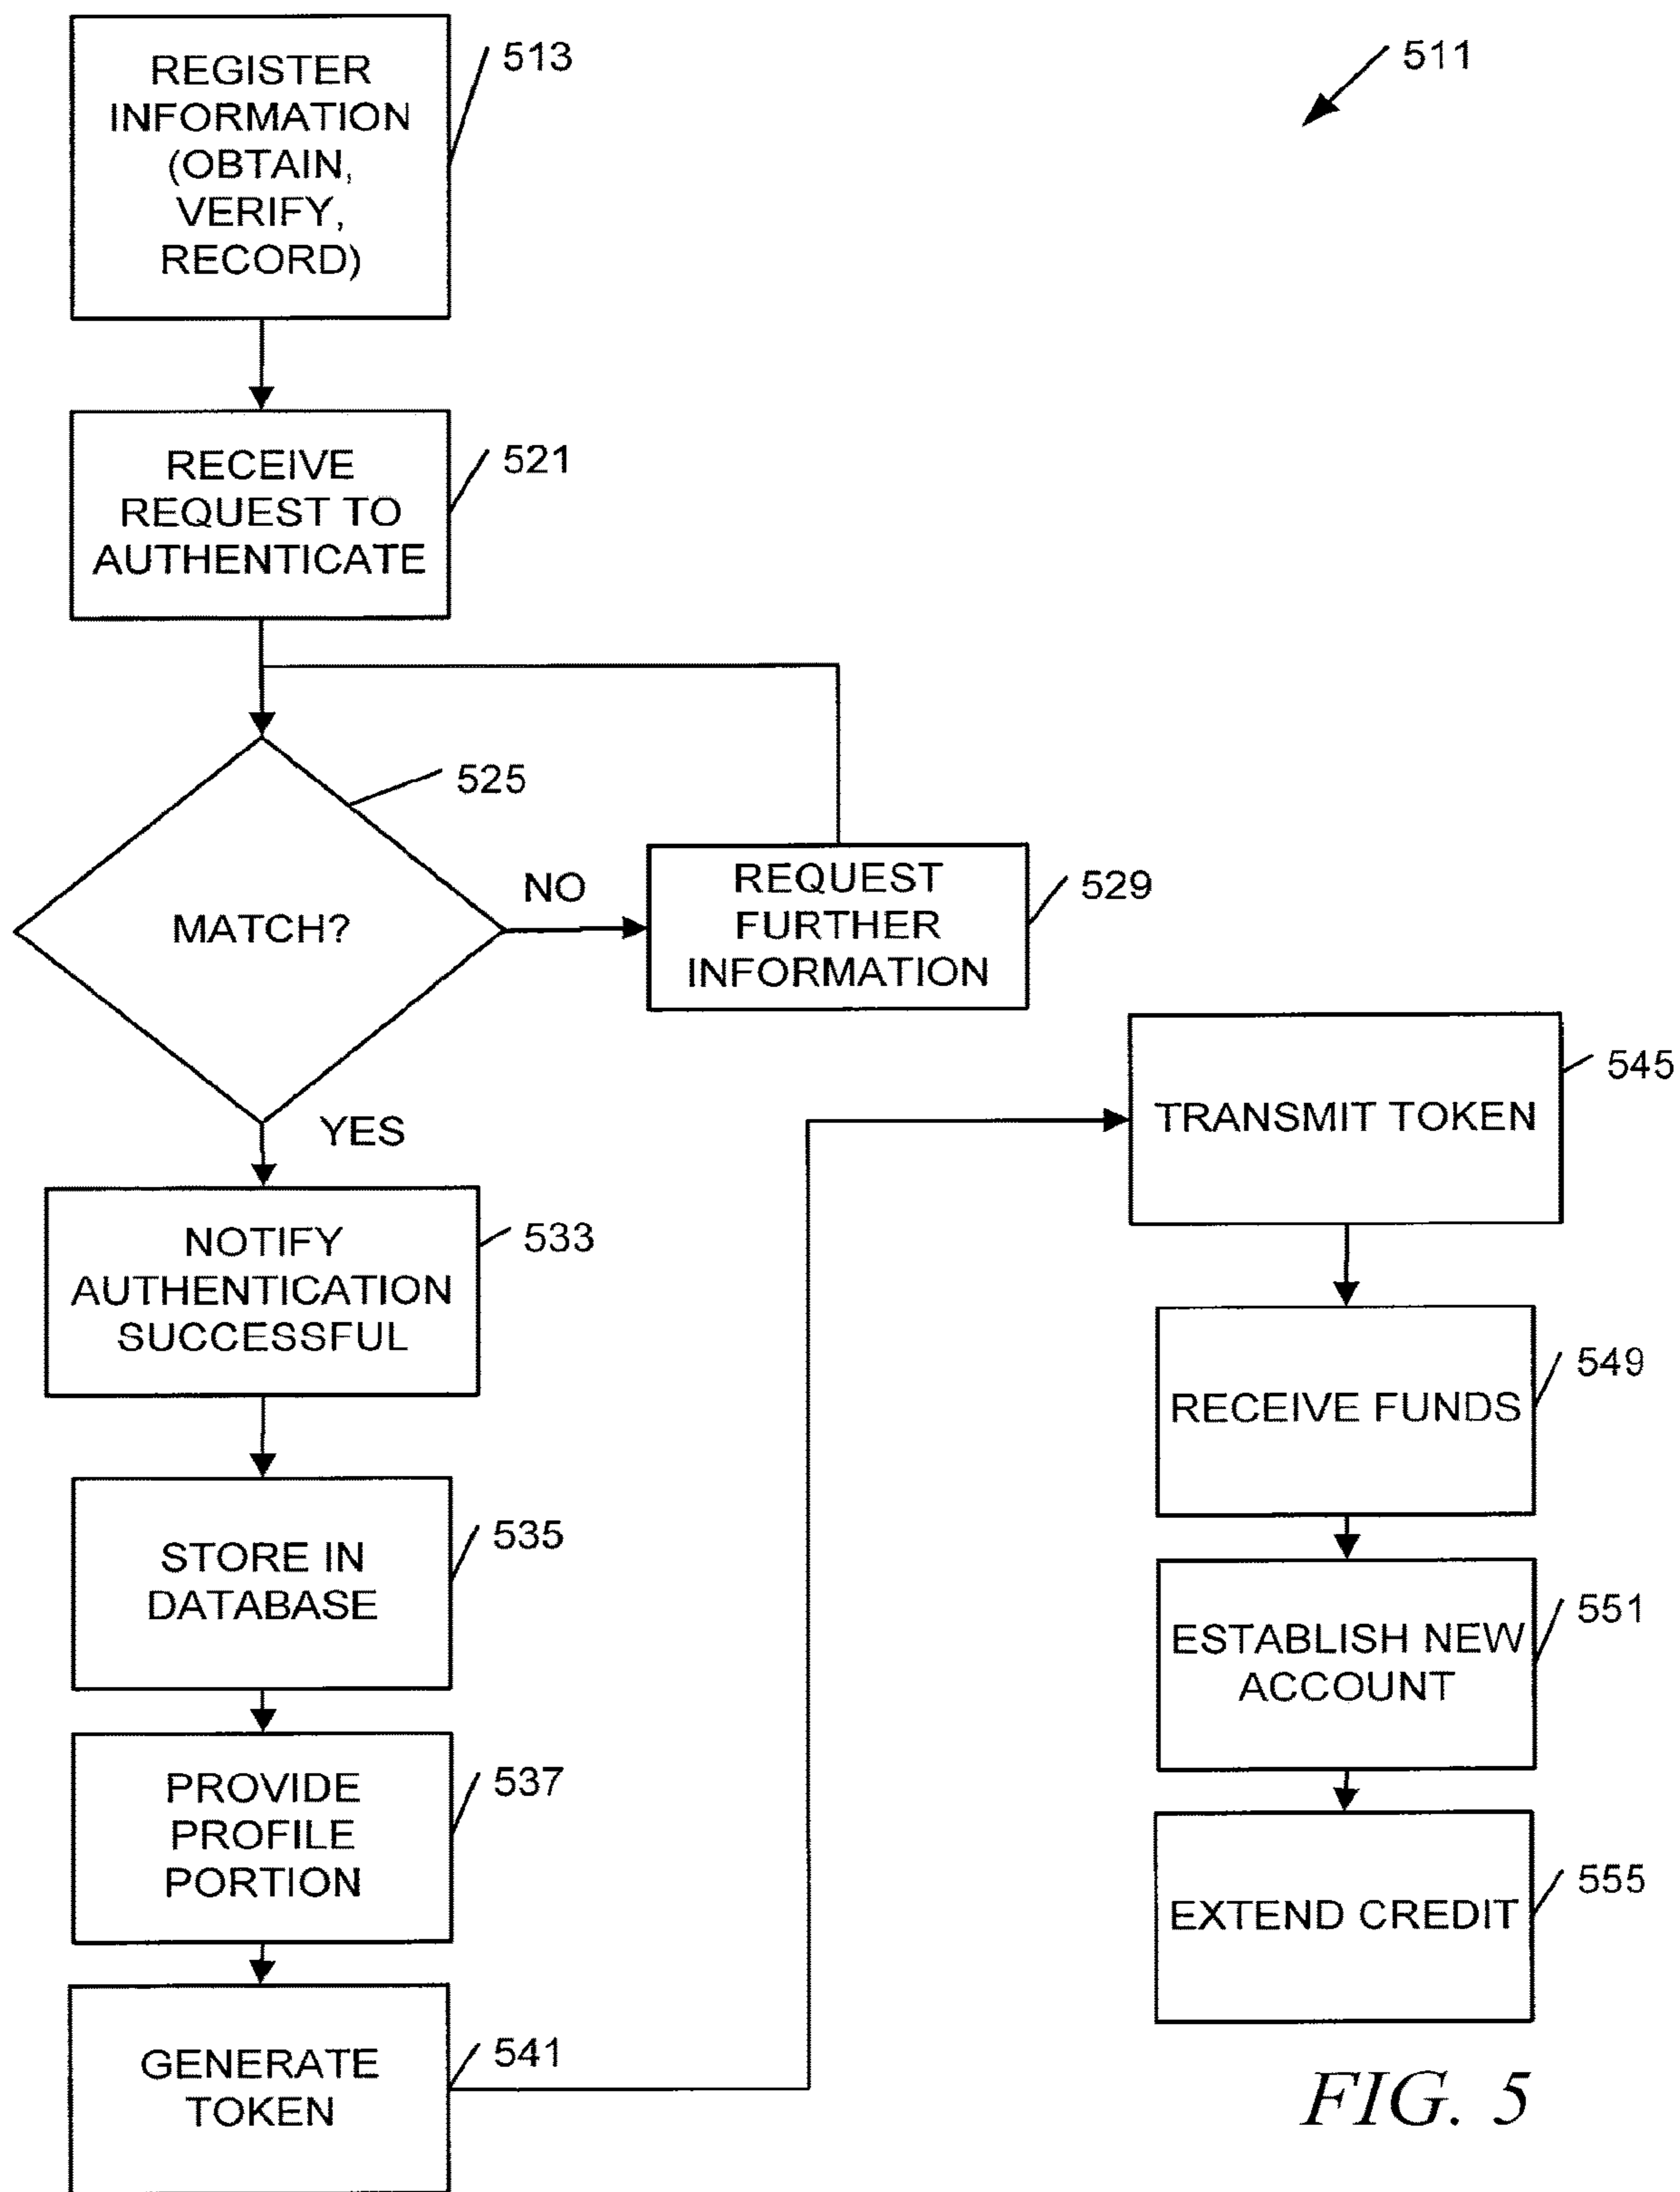 REGISTER
INFORMATION
(OBTAIN,
VERIFY,
RECORD)
513
511
RECEIVE
REQUEST TO
AUTHENTICATE
521
525
MATCH?
NO
REQUEST
FURTHER
INFORMATION
529
YES
NOTIFY
AUTHENTICATION
SUCCESSFUL
533
STORE IN
DATABASE
535
PROVIDE
PROFILE
PORTION
537
GENERATE
TOKEN
541
TRANSMIT TOKEN
545
RECEIVE FUNDS
549
ESTABLISH NEW
ACCOUNT
551
EXTEND CREDIT
555
FIG. 5